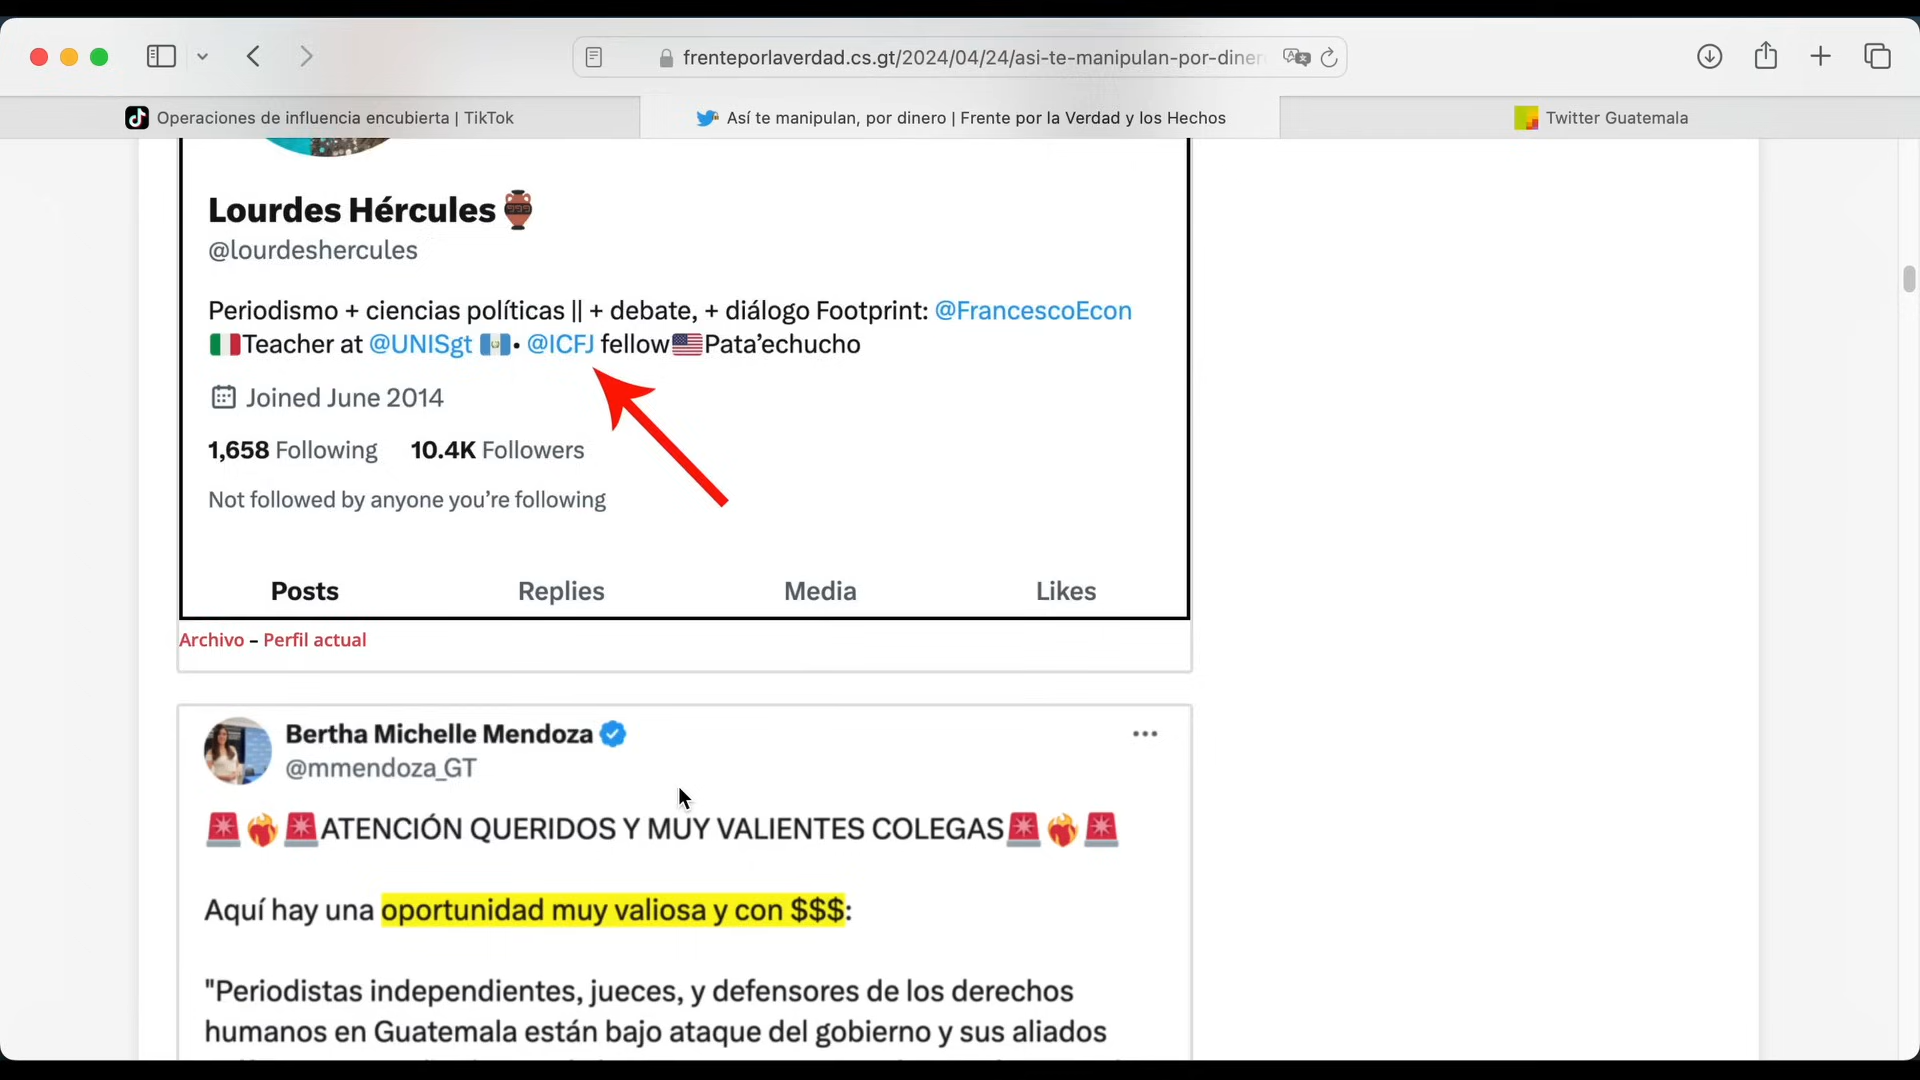 frenteporlaverdad.cs.gt/2024/04/24/asi-te-manipulan-por-diner
Operaciones de influencia encubierta | TikTok
Así te manipulan, por dinero | Frente por la Verdad y los Hechos
Twitter Guatemala
Lourdes Hércules
@lourdeshercules
Periodismo + ciencias políticas || + debate, + diálogo Footprint: @FrancescoEcon
Teacher at @UNISgt • @ICFJ fellow Pata’echucho
Joined June 2014
1,658 Following 10.4K Followers
Not followed by anyone you’re following
Posts Replies Media Likes
Archivo – Perfil actual
Bertha Michelle Mendoza
@mmendoza_GT
ATENCIÓN QUERIDOS Y MUY VALIENTES COLEGAS
Aquí hay una oportunidad muy valiosa y con $$$:
"Periodistas independientes, jueces, y defensores de los derechos
humanos en Guatemala están bajo ataque del gobierno y sus aliados